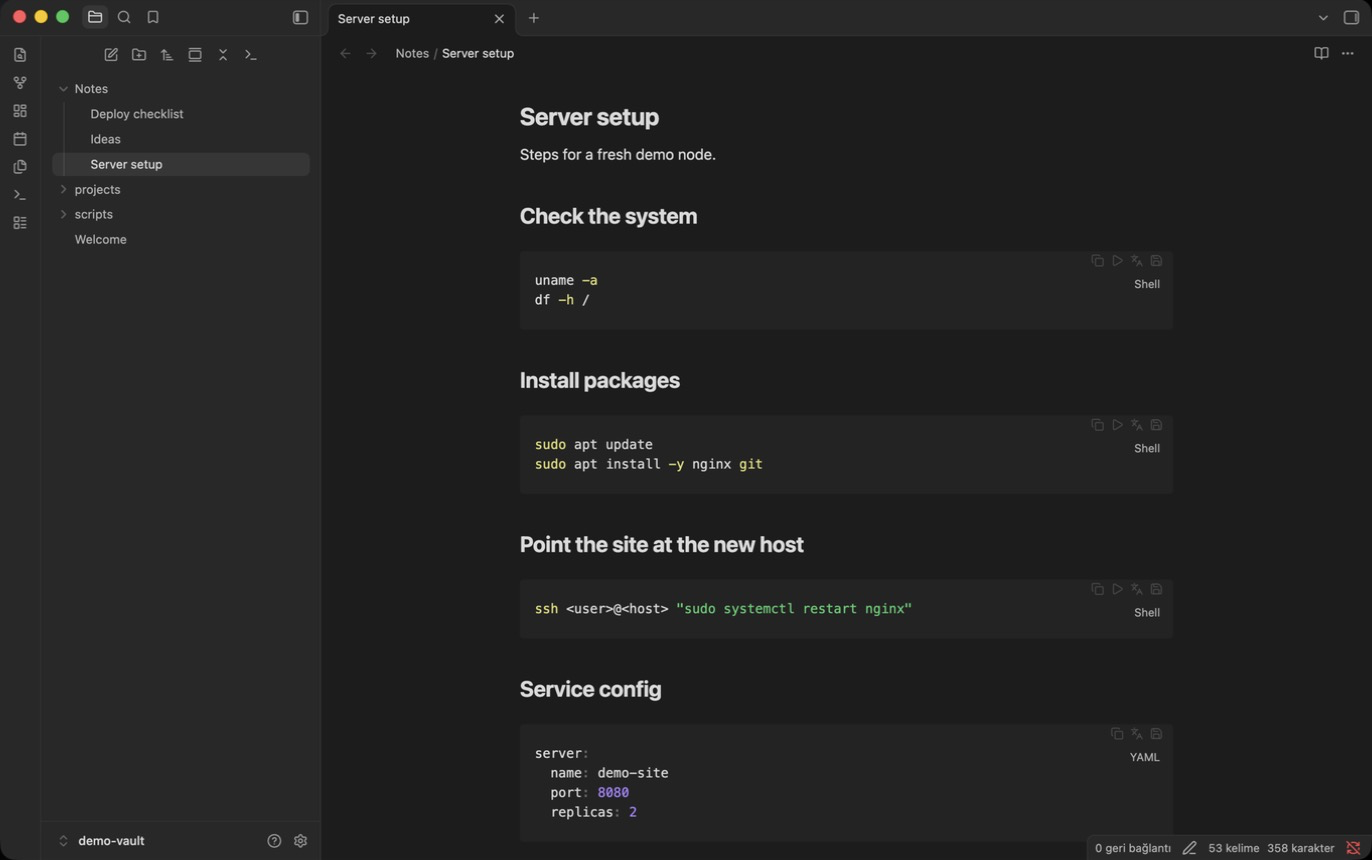 Server setup
Notes / Server setup
Notes
Deploy checklist
Ideas
Server setup
projects
scripts
Welcome
demo-vault
Server setup
Steps for a fresh demo node.
Check the system
Shell
uname -a
df -h /
Install packages
Shell
sudo apt update
sudo apt install -y nginx git
Point the site at the new host
Shell
ssh <user>@<host> "sudo systemctl restart nginx"
Service config
YAML
server:
  name: demo-site
  port: 8080
  replicas: 2
0 geri bağlantı 53 kelime 358 karakter